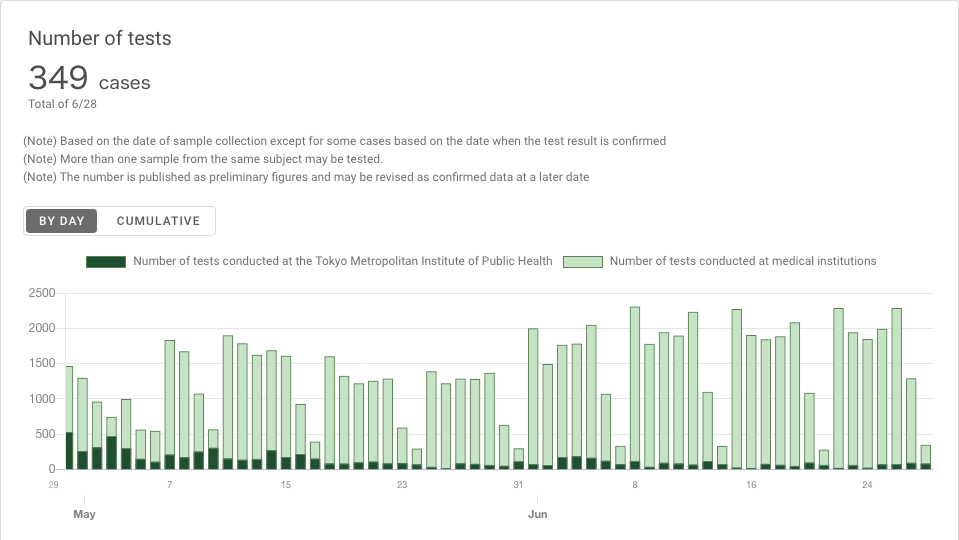 Number of tests
349 cases
Total of 6/28
(Note) Based on the date of sample collection except for some cases based on the date when the test result is confirmed
(Note) More than one sample from the same subject may be tested.
(Note) The number is published as preliminary figures and may be revised as confirmed data at a later date
BY DAY CUMULATIVE
Number of tests conducted at the Tokyo Metropolitan Institute of Public Health Number of tests conducted at medical institutions
2500
2000
1500
1000
500
0
29 7 15 23 31 8 16 24
May Jun